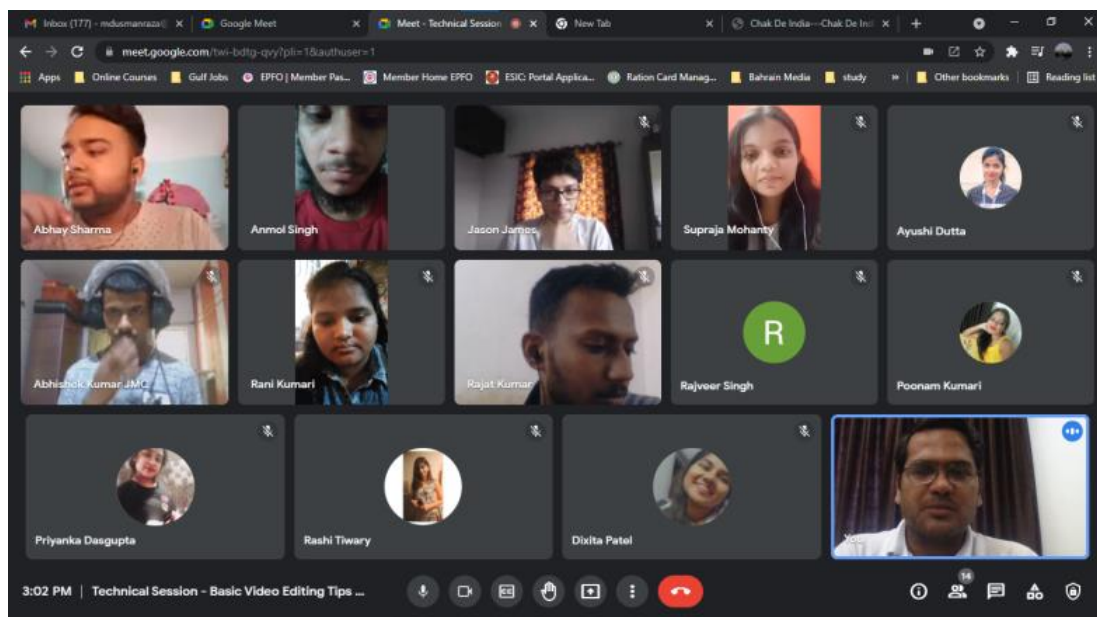 Inbox (177) - mdusmanraza@
Google Meet
Meet - Technical Session
New Tab
Chak De India---Chak De Ind
meet.google.com/twi-bdtg-qvy?pli=1&authuser=1
Apps
Online Courses
Gulf Jobs
EPFO | Member Pas...
Member Home EPFO
ESIC: Portal Applica...
Ration Card Manag...
Bahrain Media
study
»
Other bookmarks
Reading list
Abhay Sharma
Anmol Singh
Jason James
Supraja Mohanty
Ayushi Dutta
Abhishek Kumar JMC
Rani Kumari
Rajat Kumar
R
Rajveer Singh
Poonam Kumari
Priyanka Dasgupta
Rashi Tiwary
Dixita Patel
You
3:02 PM | Technical Session - Basic Video Editing Tips ...
CC
14